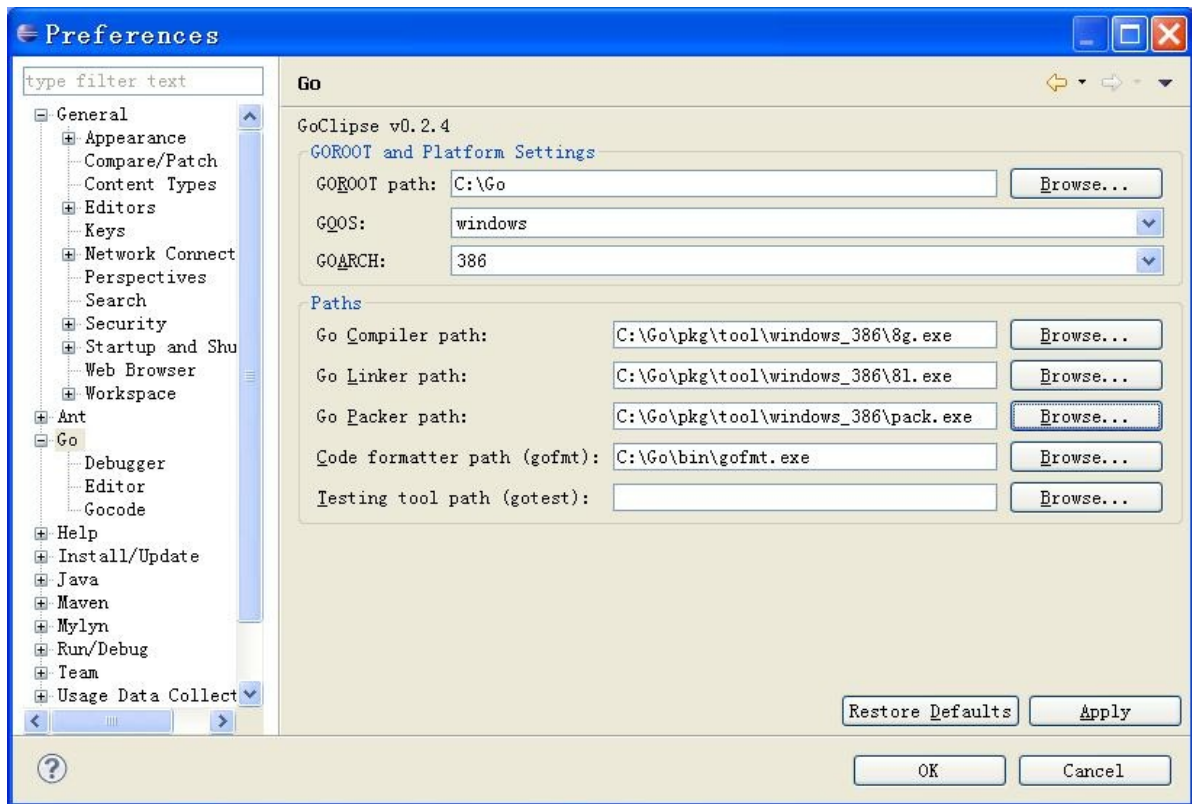 Preferences
type filter text
General
Appearance
Compare/Patch
Content Types
Editors
Keys
Network Connect
Perspectives
Search
Security
Startup and Shu
Web Browser
Workspace
Ant
Go
Debugger
Editor
Gocode
Help
Install/Update
Java
Maven
Mylyn
Run/Debug
Team
Usage Data Collect
Go
GoClipse v0.2.4
GOROOT and Platform Settings
GOROOT path: C:\Go Browse...
GOOS: windows
GOARCH: 386
Paths
Go Compiler path: C:\Go\pkg\tool\windows_386\8g.exe Browse...
Go Linker path: C:\Go\pkg\tool\windows_386\8l.exe Browse...
Go Packer path: C:\Go\pkg\tool\windows_386\pack.exe Browse...
Code formatter path (gofmt): C:\Go\bin\gofmt.exe Browse...
Testing tool path (gotest): Browse...
Restore Defaults Apply
? OK Cancel